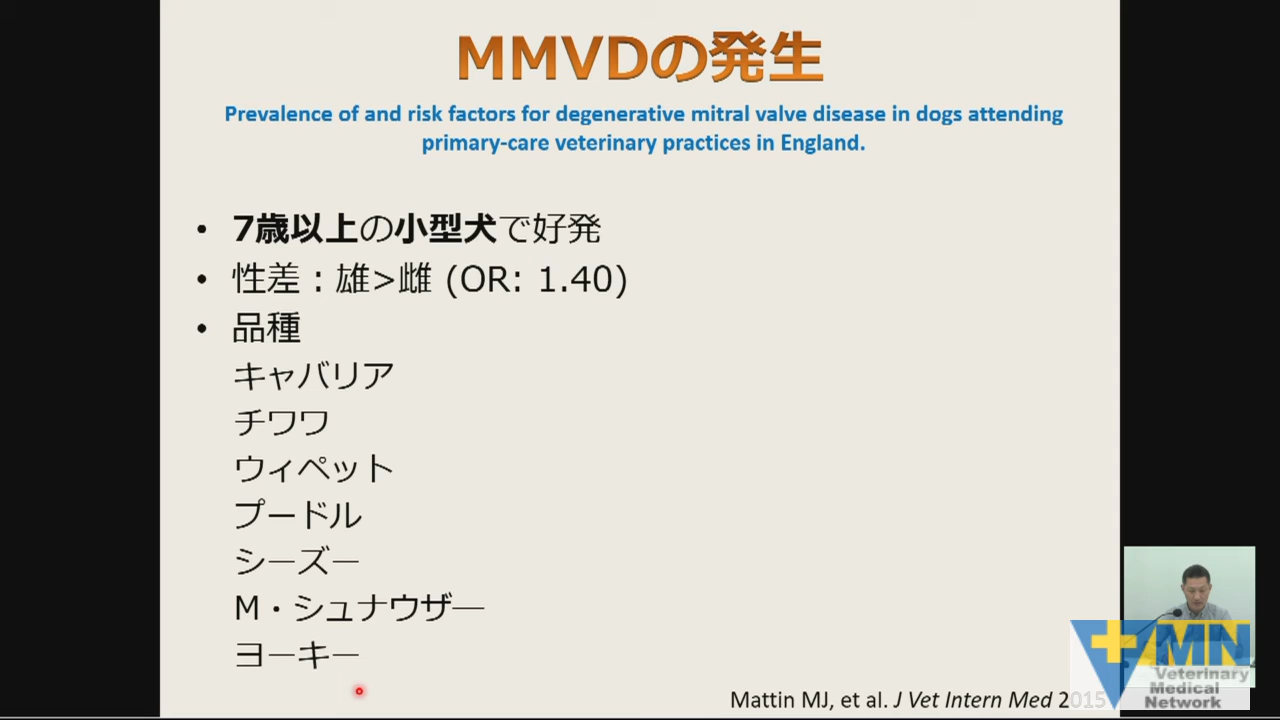 MMVDの発生
Prevalence of and risk factors for degenerative mitral valve disease in dogs attending
primary-care veterinary practices in England.
• 7歳以上の小型犬で好発
• 性差：雄>雌 (OR: 1.40)
• 品種
キャバリア
チワワ
ウィペット
プードル
シーズー
M・シュナウザー
ヨーキー
Mattin MJ, et al. J Vet Intern Med 2015
MN
Veterinary
Medical
Network